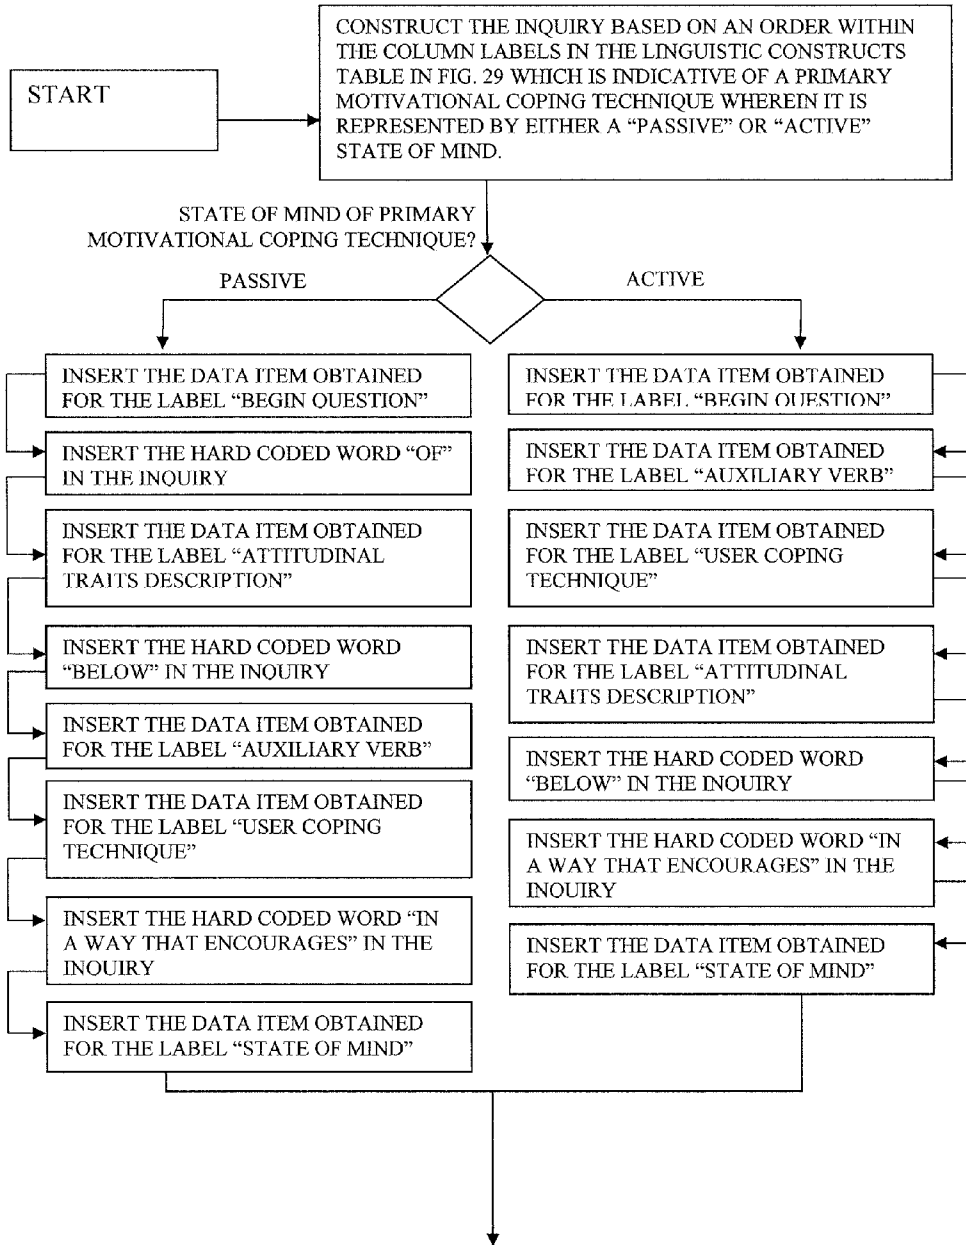 START
CONSTRUCT THE INQUIRY BASED ON AN ORDER WITHIN
THE COLUMN LABELS IN THE LINGUISTIC CONSTRUCTS
TABLE IN FIG. 29 WHICH IS INDICATIVE OF A PRIMARY
MOTIVATIONAL COPING TECHNIQUE WHEREIN IT IS
REPRESENTED BY EITHER A “PASSIVE” OR “ACTIVE”
STATE OF MIND.
STATE OF MIND OF PRIMARY
MOTIVATIONAL COPING TECHNIQUE?
PASSIVE
ACTIVE
INSERT THE DATA ITEM OBTAINED
FOR THE LABEL “BEGIN QUESTION”
INSERT THE HARD CODED WORD “OF”
IN THE INQUIRY
INSERT THE DATA ITEM OBTAINED
FOR THE LABEL “ATTITUDINAL
TRAITS DESCRIPTION”
INSERT THE HARD CODED WORD
“BELOW” IN THE INQUIRY
INSERT THE DATA ITEM OBTAINED
FOR THE LABEL “AUXILIARY VERB”
INSERT THE DATA ITEM OBTAINED
FOR THE LABEL “USER COPING
TECHNIQUE”
INSERT THE HARD CODED WORD “IN
A WAY THAT ENCOURAGES” IN THE
INQUIRY
INSERT THE DATA ITEM OBTAINED
FOR THE LABEL “STATE OF MIND”
INSERT THE DATA ITEM OBTAINED
FOR THE LABEL “BEGIN QUESTION”
INSERT THE DATA ITEM OBTAINED
FOR THE LABEL “AUXILIARY VERB”
INSERT THE DATA ITEM OBTAINED
FOR THE LABEL “USER COPING
TECHNIQUE”
INSERT THE DATA ITEM OBTAINED
FOR THE LABEL “ATTITUDINAL
TRAITS DESCRIPTION”
INSERT THE HARD CODED WORD
“BELOW” IN THE INQUIRY
INSERT THE HARD CODED WORD “IN
A WAY THAT ENCOURAGES” IN THE
INQUIRY
INSERT THE DATA ITEM OBTAINED
FOR THE LABEL “STATE OF MIND”